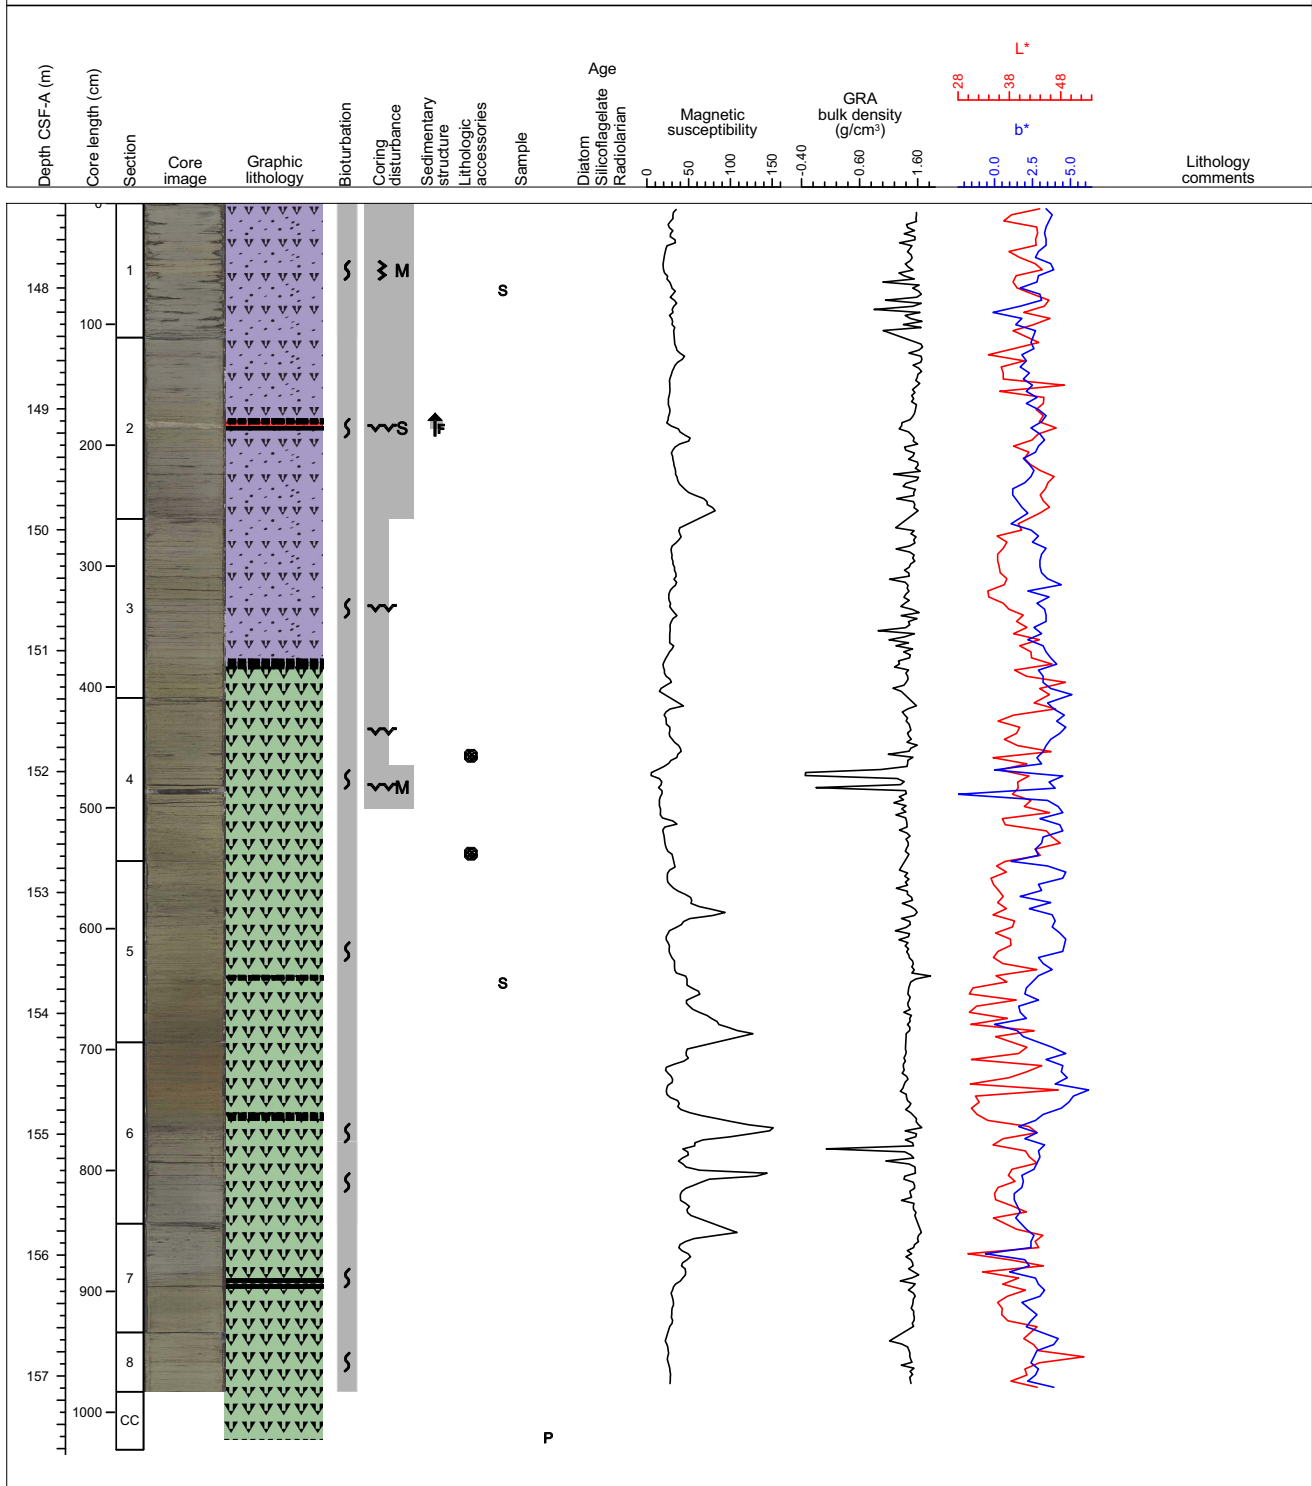 Depth CSF-A (m)
Core length (cm)
Section
Core
image
Graphic
lithology
Bioturbation
Coring
disturbance
Sedimentary
structure
Lithologic
accessories
Sample
Age
Diatom
Silicoflagelate
Radiolarian
Magnetic
susceptibility
0 50 100 150
GRA
bulk density
(g/cm³)
-0.40 0.60 1.60
L*
28 38 48
b*
0.0 2.5 5.0
Lithology
comments
0
1 M
148 S
100
149
2 S F
200
150
300
3
151
400
152
4 M
500
153
600
5
S
154
700
155
6
800
156
7
900
8
157
1000
CC
P